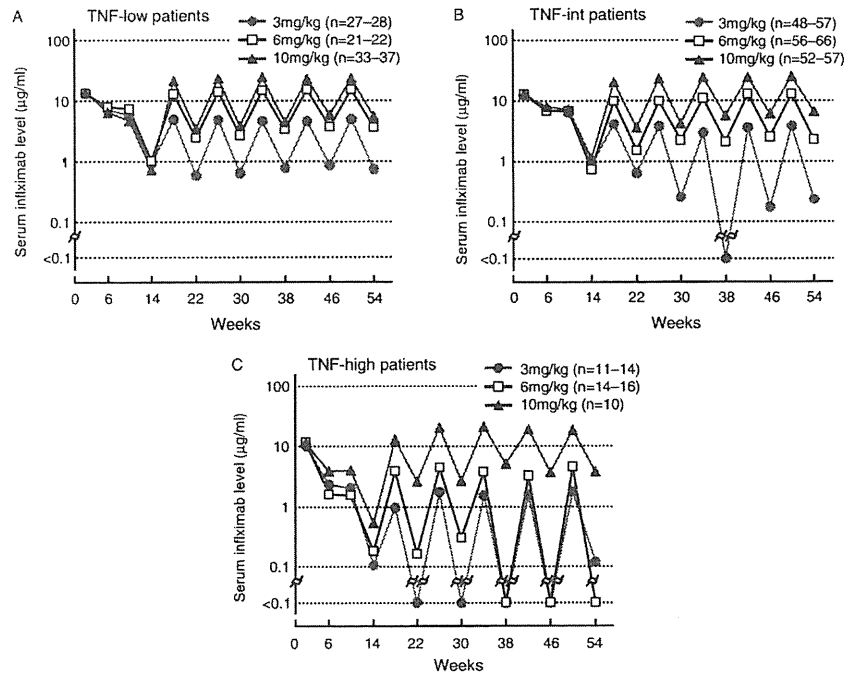 A
TNF-low patients
3mg/kg (n=27–28)
6mg/kg (n=21–22)
10mg/kg (n=33–37)
Serum inflximab level (µg/ml)
100
10
1
0.1
<0.1
0 6 14 22 30 38 46 54
Weeks
B
TNF-int patients
3mg/kg (n=48–57)
6mg/kg (n=56–66)
10mg/kg (n=52–57)
Serum inflximab level (µg/ml)
100
10
1
0.1
<0.1
0 6 14 22 30 38 46 54
Weeks
C
TNF-high patients
3mg/kg (n=11–14)
6mg/kg (n=14–16)
10mg/kg (n=10)
Serum inflximab level (µg/ml)
100
10
1
0.1
<0.1
0 6 14 22 30 38 46 54
Weeks